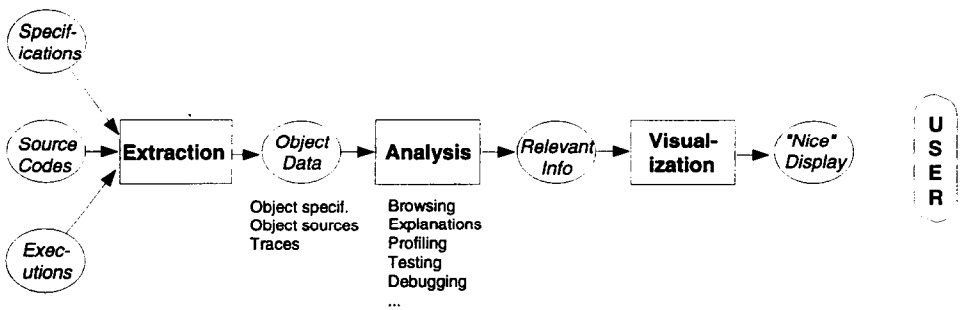 Specif-
ications
Source
Codes
Exec-
utions
Extraction
Object
Data
Object specif.
Object sources
Traces
Analysis
Browsing
Explanations
Profiling
Testing
Debugging
...
Relevant
Info
Visual-
ization
"Nice"
Display
U
S
E
R